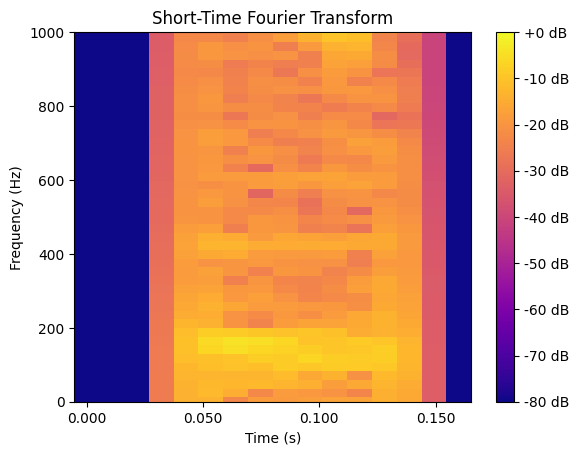 Short-Time Fourier Transform
1000
800
600
400
200
0
Frequency (Hz)
0.000
0.050
0.100
0.150
Time (s)
+0 dB
-10 dB
-20 dB
-30 dB
-40 dB
-50 dB
-60 dB
-70 dB
-80 dB